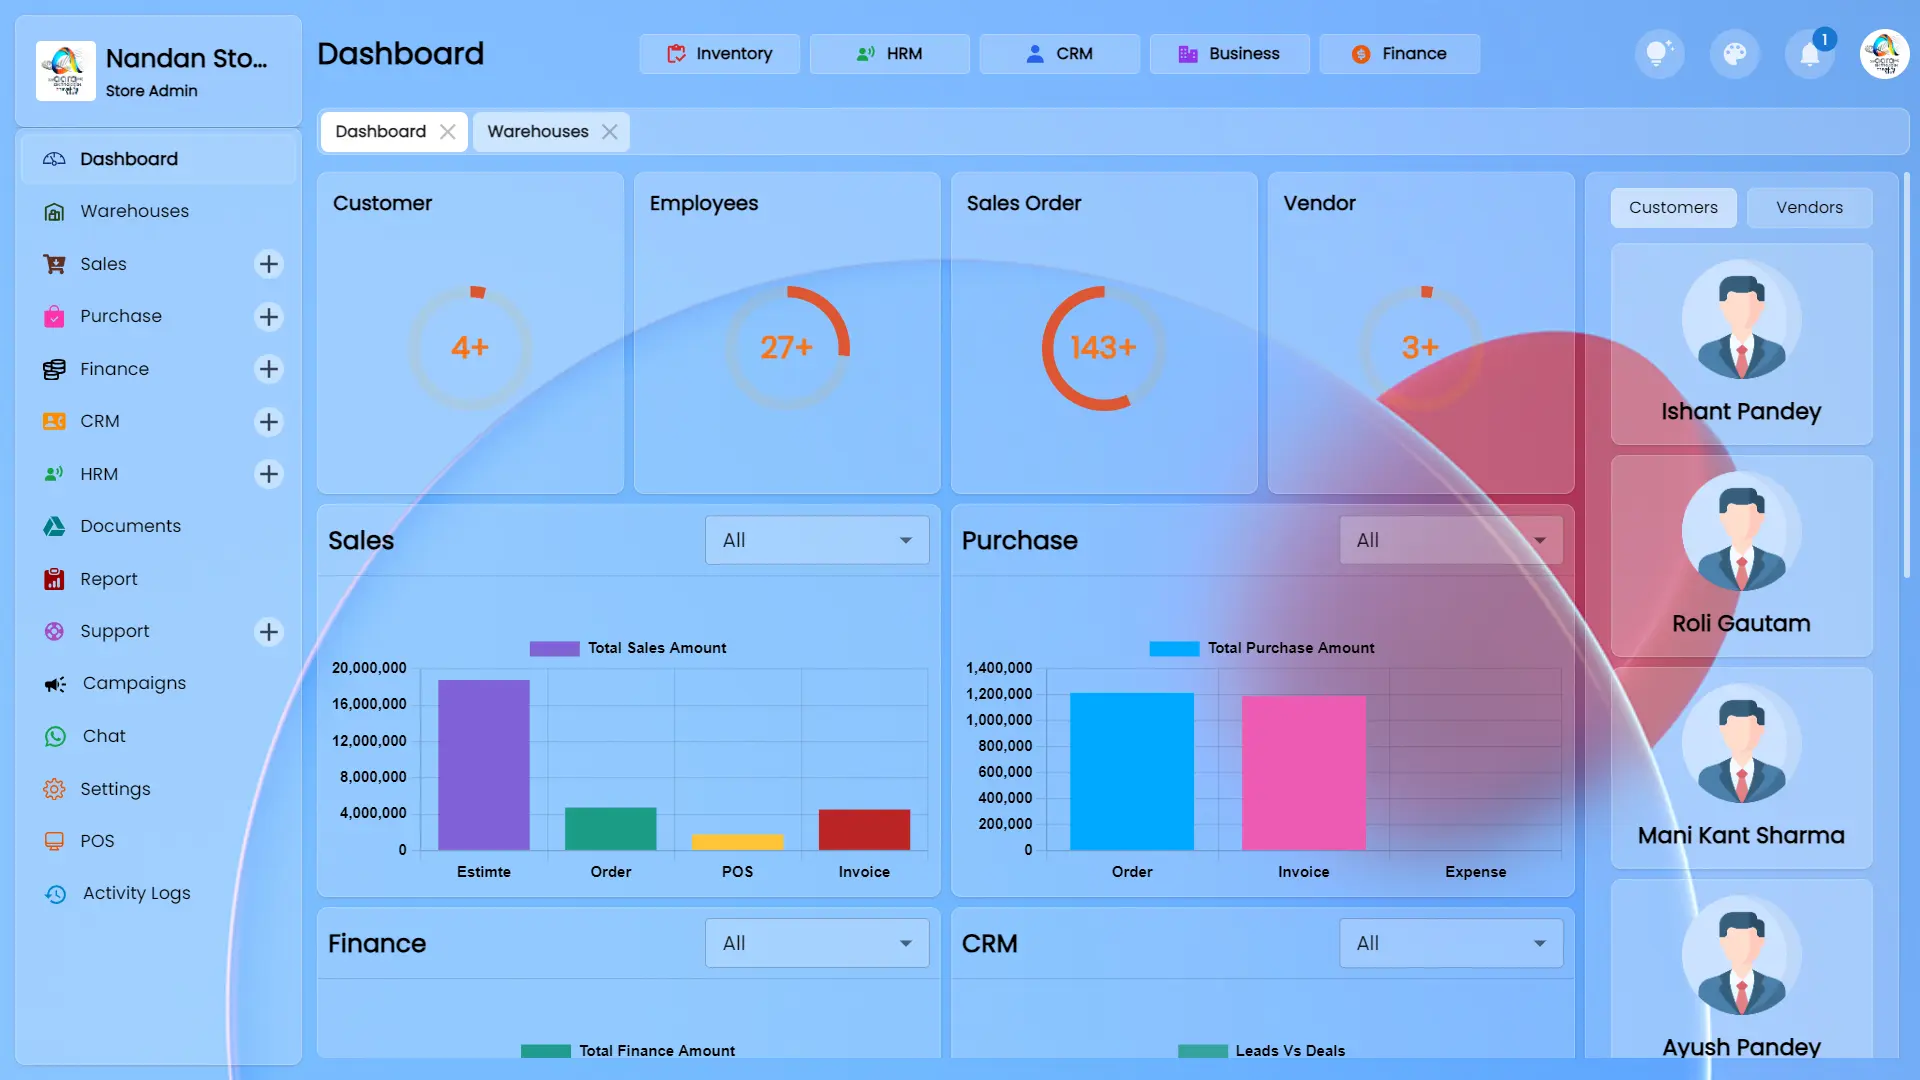 Nandan Sto...
Store Admin
Dashboard
Inventory
HRM
CRM
Business
Finance
1
Dashboard
Warehouses
Dashboard
Warehouses
Sales
Purchase
Finance
CRM
HRM
Documents
Report
Support
Campaigns
Chat
Settings
POS
Activity Logs
Customer
4+
Employees
27+
Sales Order
143+
Vendor
3+
Customers
Vendors
Ishant Pandey
Roli Gautam
Mani Kant Sharma
Ayush Pandey
Sales
All
Total Sales Amount
20,000,000
16,000,000
12,000,000
8,000,000
4,000,000
0
Estimte
Order
POS
Invoice
Purchase
All
Total Purchase Amount
1,400,000
1,200,000
1,000,000
800,000
600,000
400,000
200,000
0
Order
Invoice
Expense
Finance
All
Total Finance Amount
CRM
All
Leads Vs Deals